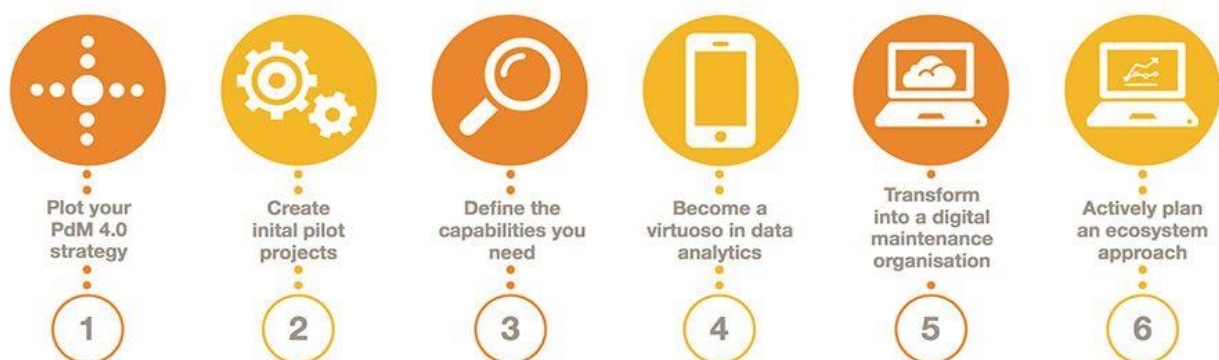 Plot your
PdM 4.0
strategy
1
Create
inital pilot
projects
2
Define the
capabilities you
need
3
Become a
virtuoso in data
analytics
4
Transform
into a digital
maintenance
organisation
5
Actively plan
an ecosystem
approach
6